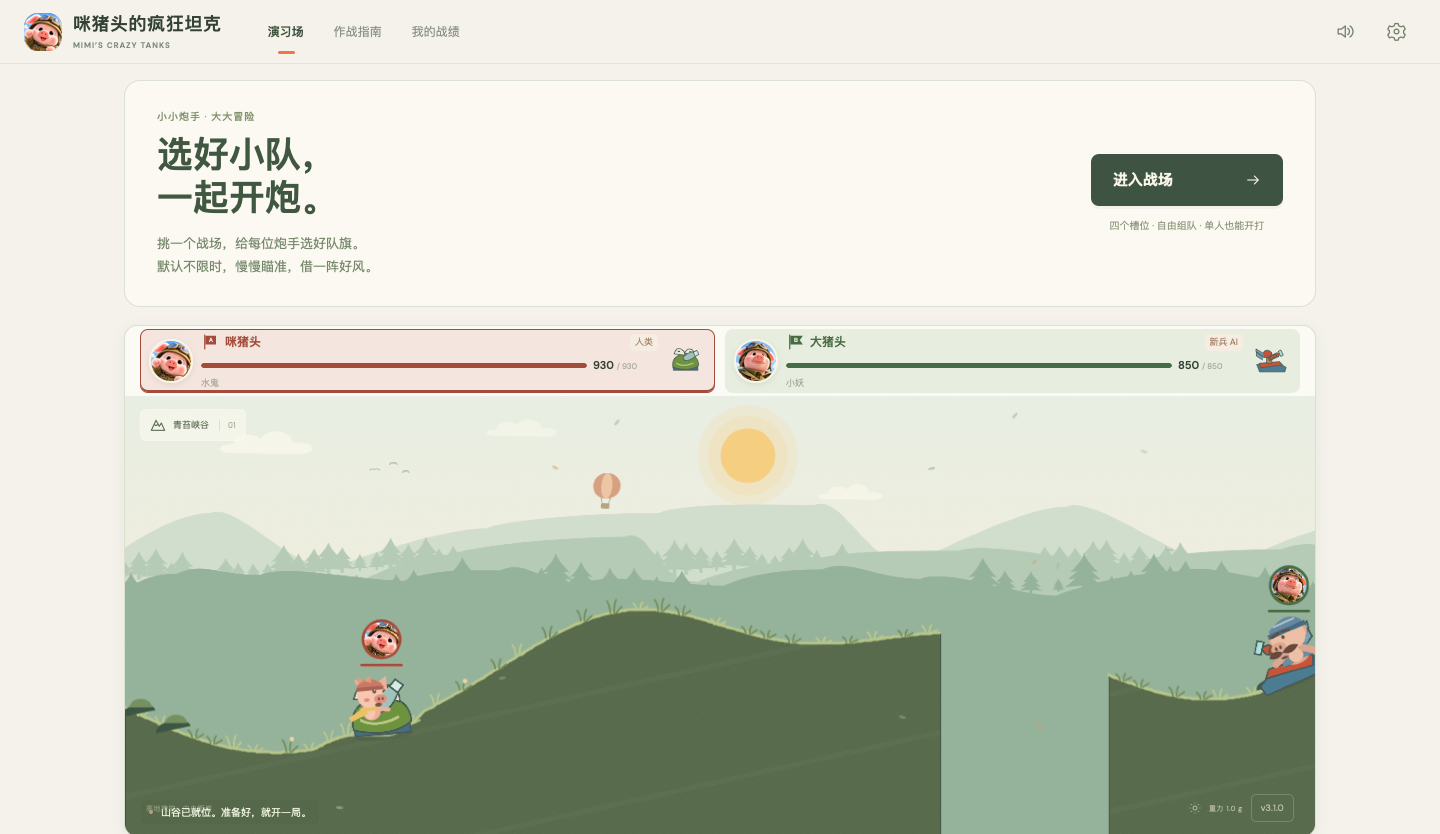 咪猪头的疯狂坦克
MIMI'S CRAZY TANKS
演习场
作战指南
我的战绩
小小炮手 · 大大冒险
选好小队，
一起开炮。
挑一个战场，给每位炮手选好队旗。
默认不限时，慢慢瞄准，借一阵好风。
进入战场
四个槽位 · 自由组队 · 单人也能开打
A 咪猪头 人类
930 / 930
水鬼
B 大猪头 新兵 AI
850 / 850
小妖
青苔峡谷 01
山谷已就位。准备好，就开一局。
重力 1.0 g
v3.1.0